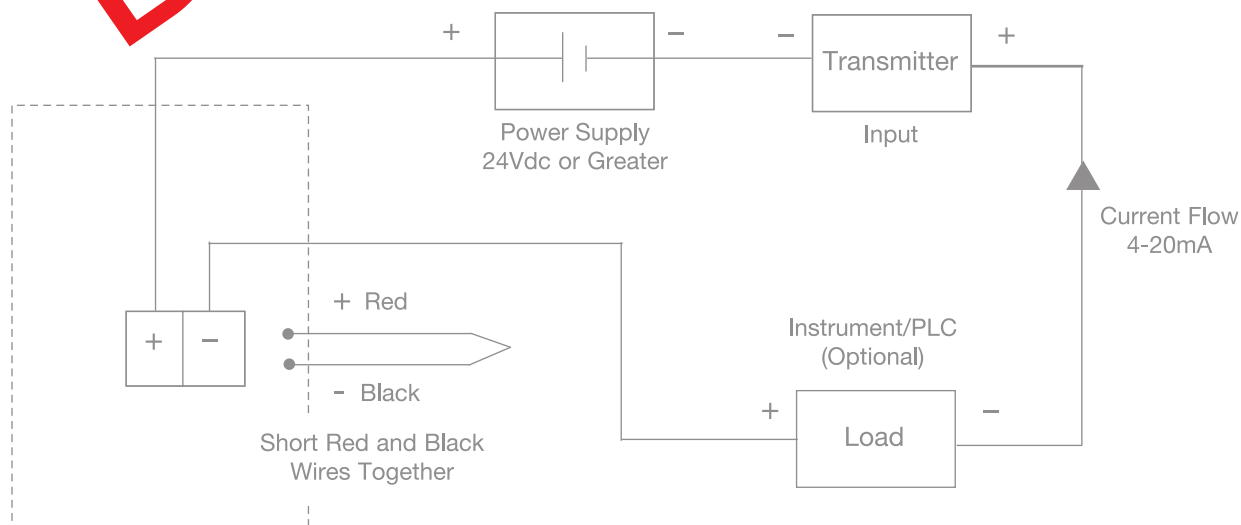 +
−
−
+
Transmitter
Power Supply
24Vdc or Greater
Input
Current Flow
4-20mA
+ Red
+ −
Instrument/PLC
(Optional)
− Black
+
−
Load
Short Red and Black
Wires Together